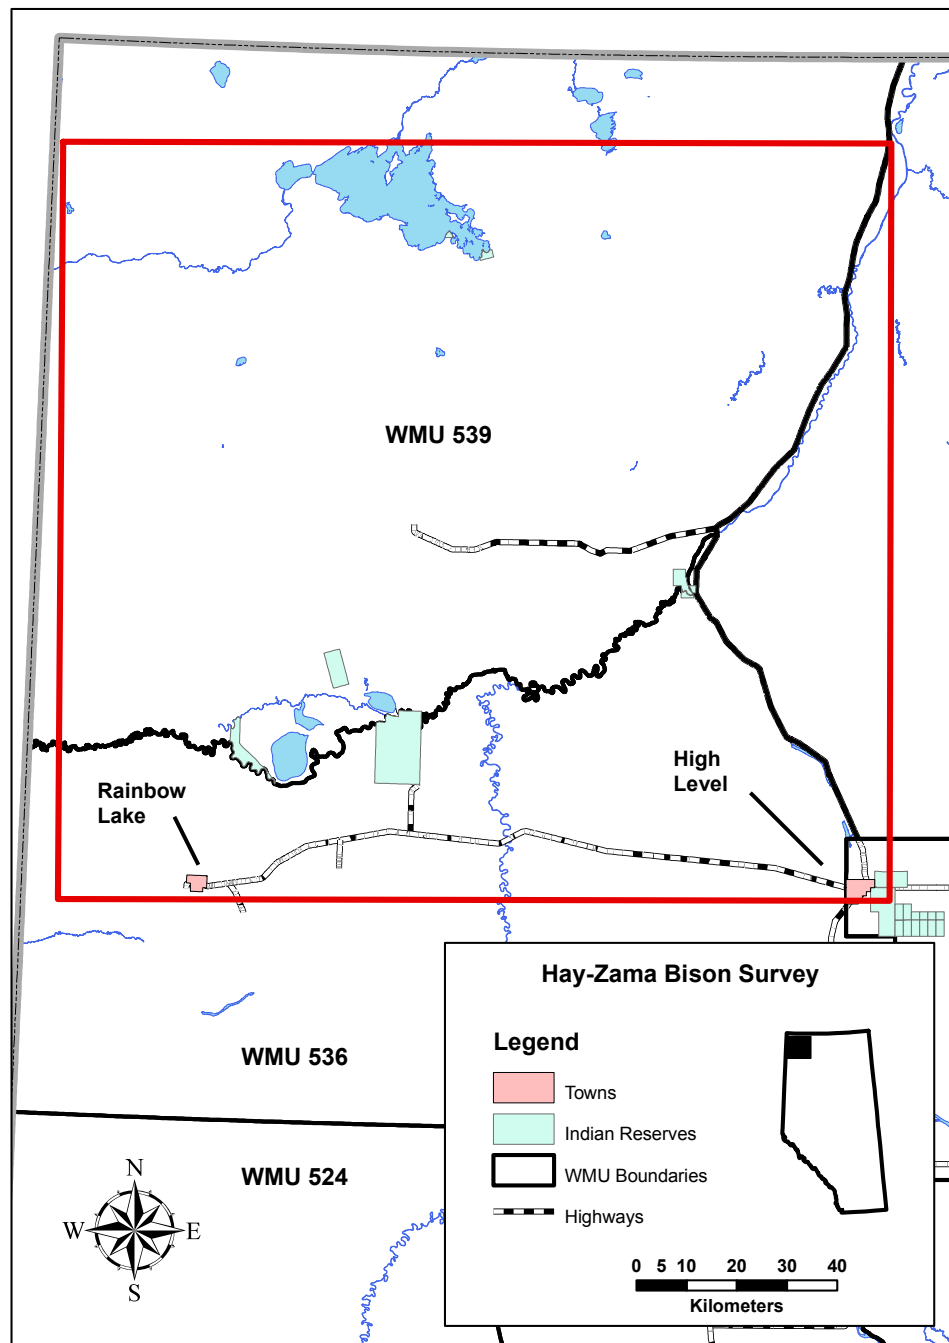 WMU 539
Rainbow
Lake
High
Level
WMU 536
WMU 524
N
W
E
S
Hay-Zama Bison Survey
Legend
Towns
Indian Reserves
WMU Boundaries
Highways
0 5 10 20 30 40
Kilometers